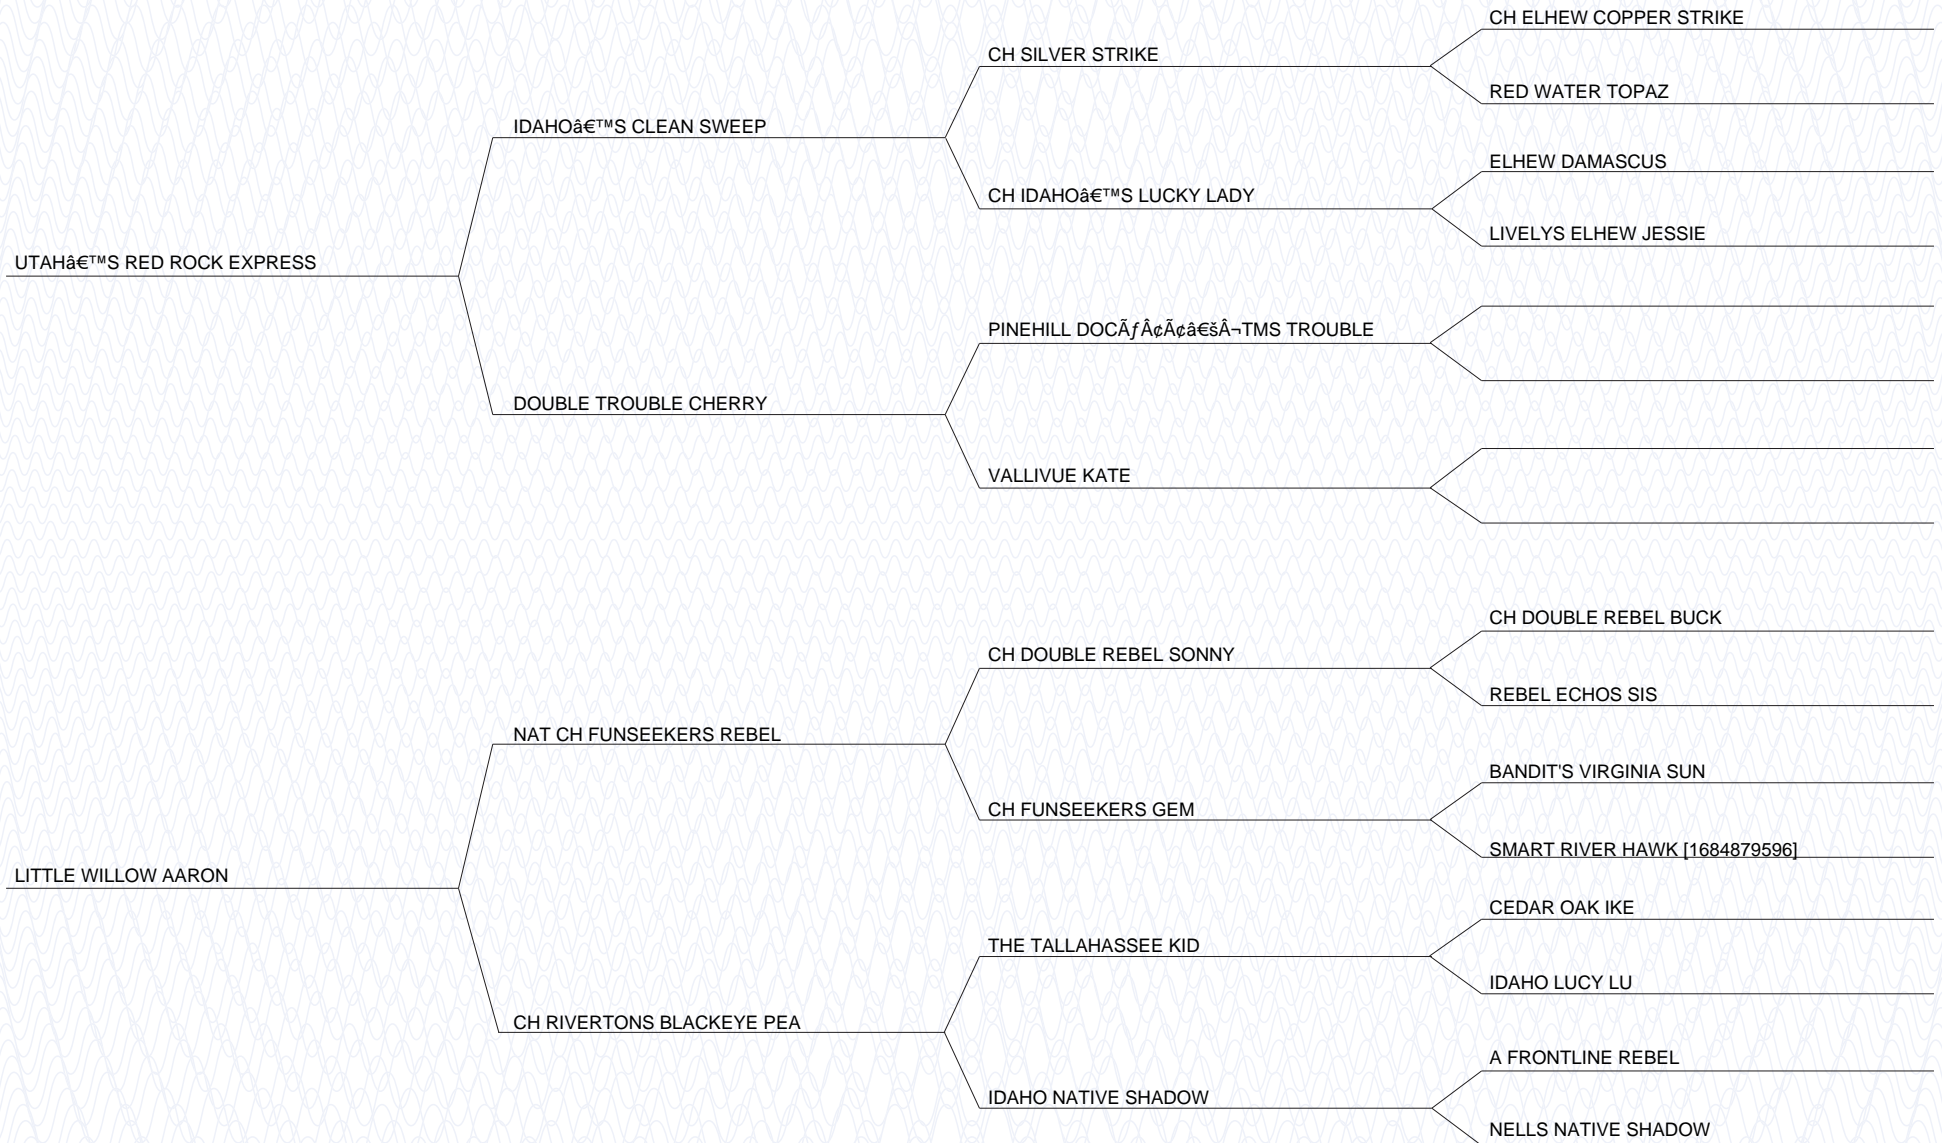 CH ELHEW COPPER STRIKE
CH SILVER STRIKE
RED WATER TOPAZ
IDAHOâ€™S CLEAN SWEEP
ELHEW DAMASCUS
CH IDAHOâ€™S LUCKY LADY
LIVELYS ELHEW JESSIE
UTAHâ€™S RED ROCK EXPRESS
PINEHILL DOCÃƒÂ¢Ã¢â€šÂ¬TMS TROUBLE
DOUBLE TROUBLE CHERRY
VALLIVUE KATE
CH DOUBLE REBEL BUCK
CH DOUBLE REBEL SONNY
REBEL ECHOS SIS
NAT CH FUNSEEKERS REBEL
BANDIT'S VIRGINIA SUN
CH FUNSEEKERS GEM
SMART RIVER HAWK [1684879596]
LITTLE WILLOW AARON
CEDAR OAK IKE
THE TALLAHASSEE KID
IDAHO LUCY LU
CH RIVERTONS BLACKEYE PEA
A FRONTLINE REBEL
IDAHO NATIVE SHADOW
NELLS NATIVE SHADOW